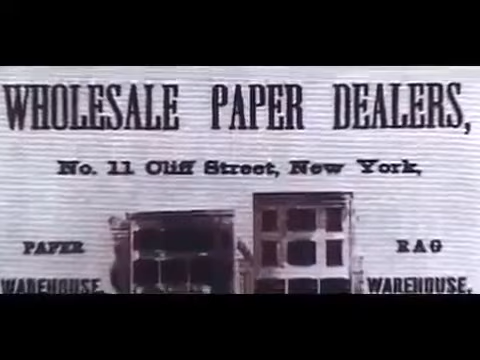 WHOLESALE PAPER DEALERS,
No. 11 Cliff Street, New York,
PAPER
WAREHOUSE.
RAG
WAREHOUSE.